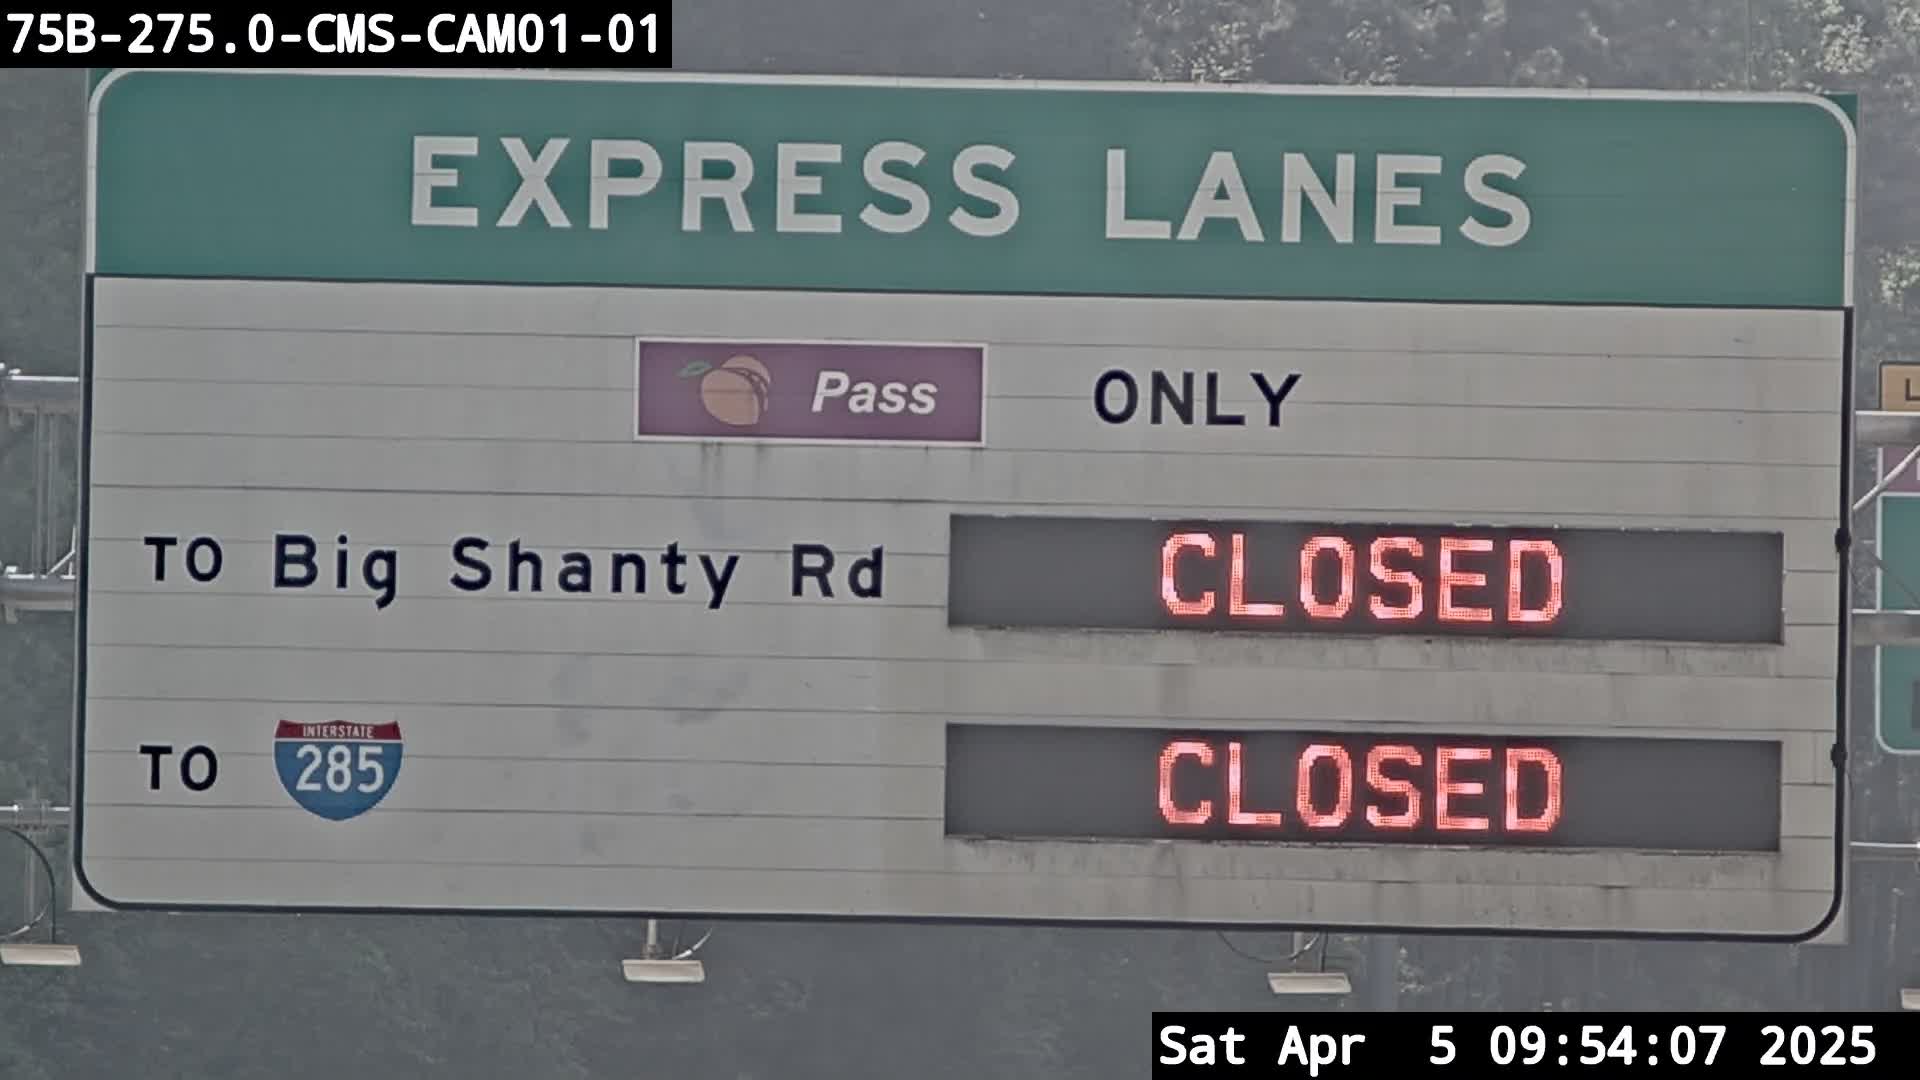 75B-275.0-CMS-CAM01-01
EXPRESS LANES
Pass ONLY
TO Big Shanty Rd CLOSED
INTERSTATE
TO 285 CLOSED
Sat Apr 5 09:54:07 2025